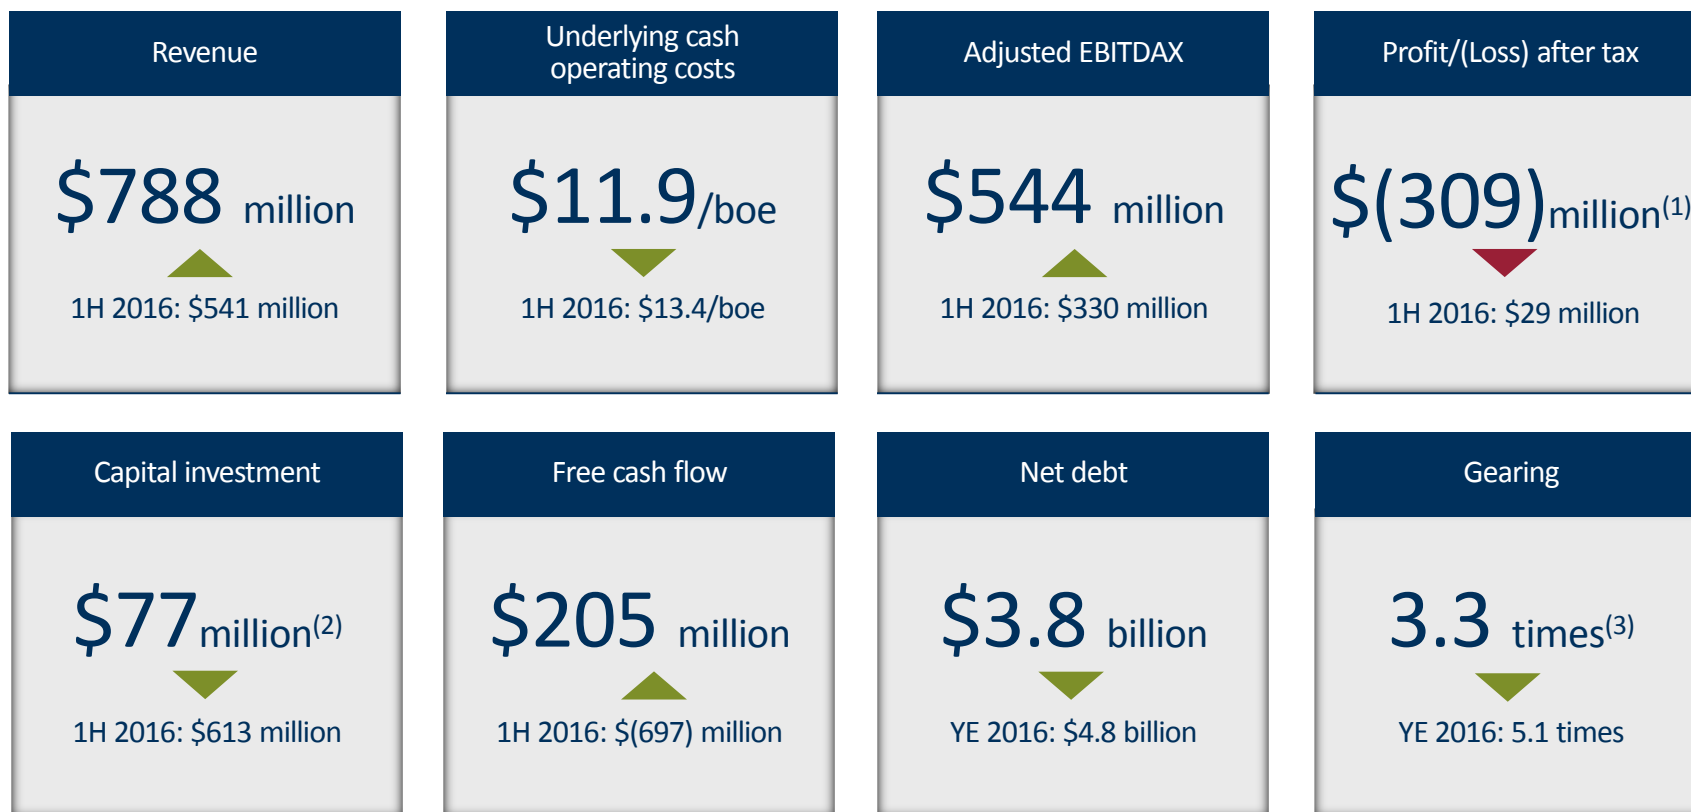 Revenue
$788 million
1H 2016: $541 million
Underlying cash
operating costs
$11.9/boe
1H 2016: $13.4/boe
Adjusted EBITDAX
$544 million
1H 2016: $330 million
Profit/(Loss) after tax
$(309)million(1)
1H 2016: $29 million
Capital investment
$77million(2)
1H 2016: $613 million
Free cash flow
$205 million
1H 2016: $(697) million
Net debt
$3.8 billion
YE 2016: $4.8 billion
Gearing
3.3 times(3)
YE 2016: 5.1 times